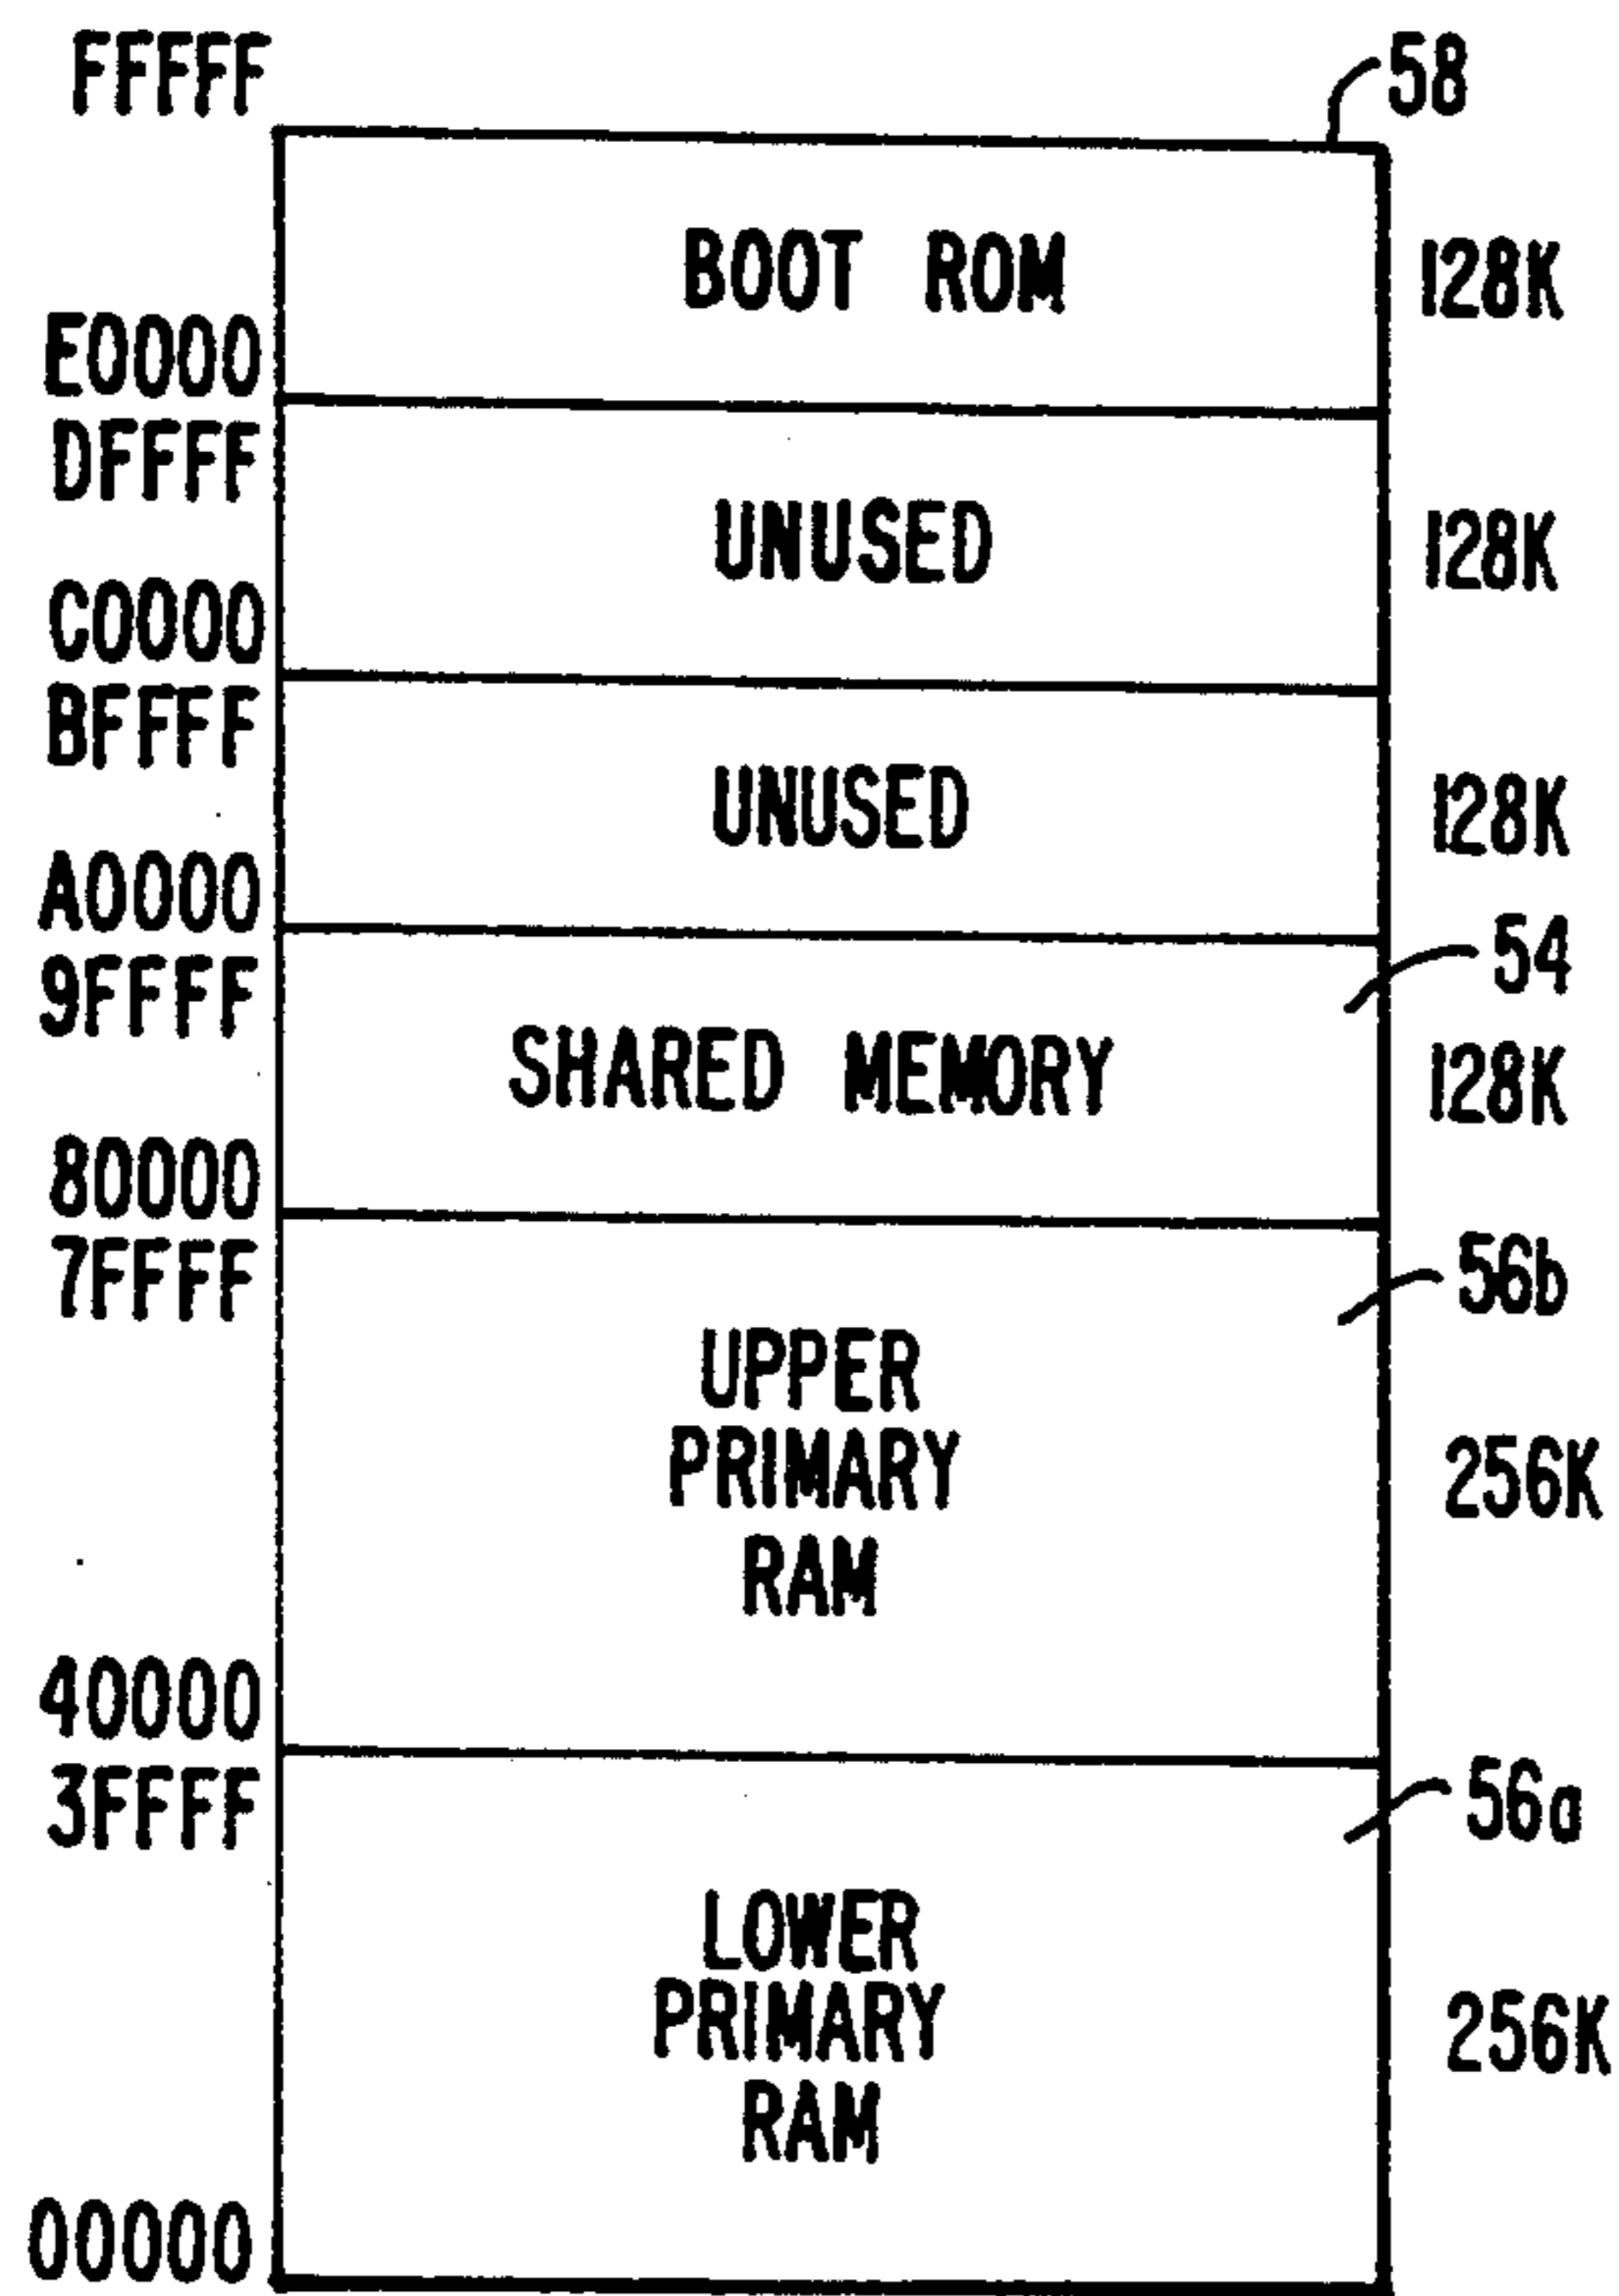 FFFFF
58
BOOT ROM
128K
E0000
DFFFF
UNUSED
128K
C0000
BFFFF
UNUSED
128K
A0000
54
9FFFF
SHARED MEMORY
128K
80000
7FFFF
56b
UPPER
PRIMARY
256K
RAM
40000
3FFFF
56a
LOWER
PRIMARY
256K
RAM
00000